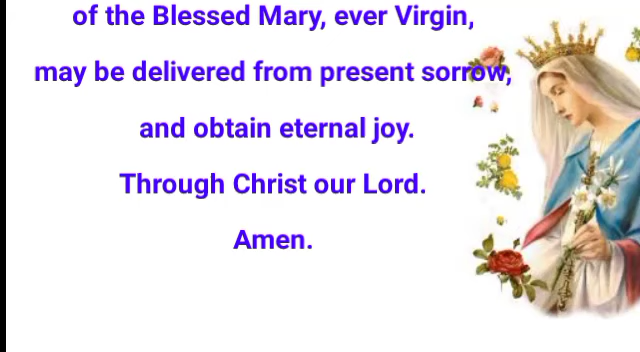 of the Blessed Mary, ever Virgin,
may be delivered from present sorrow,
and obtain eternal joy.
Through Christ our Lord.
Amen.